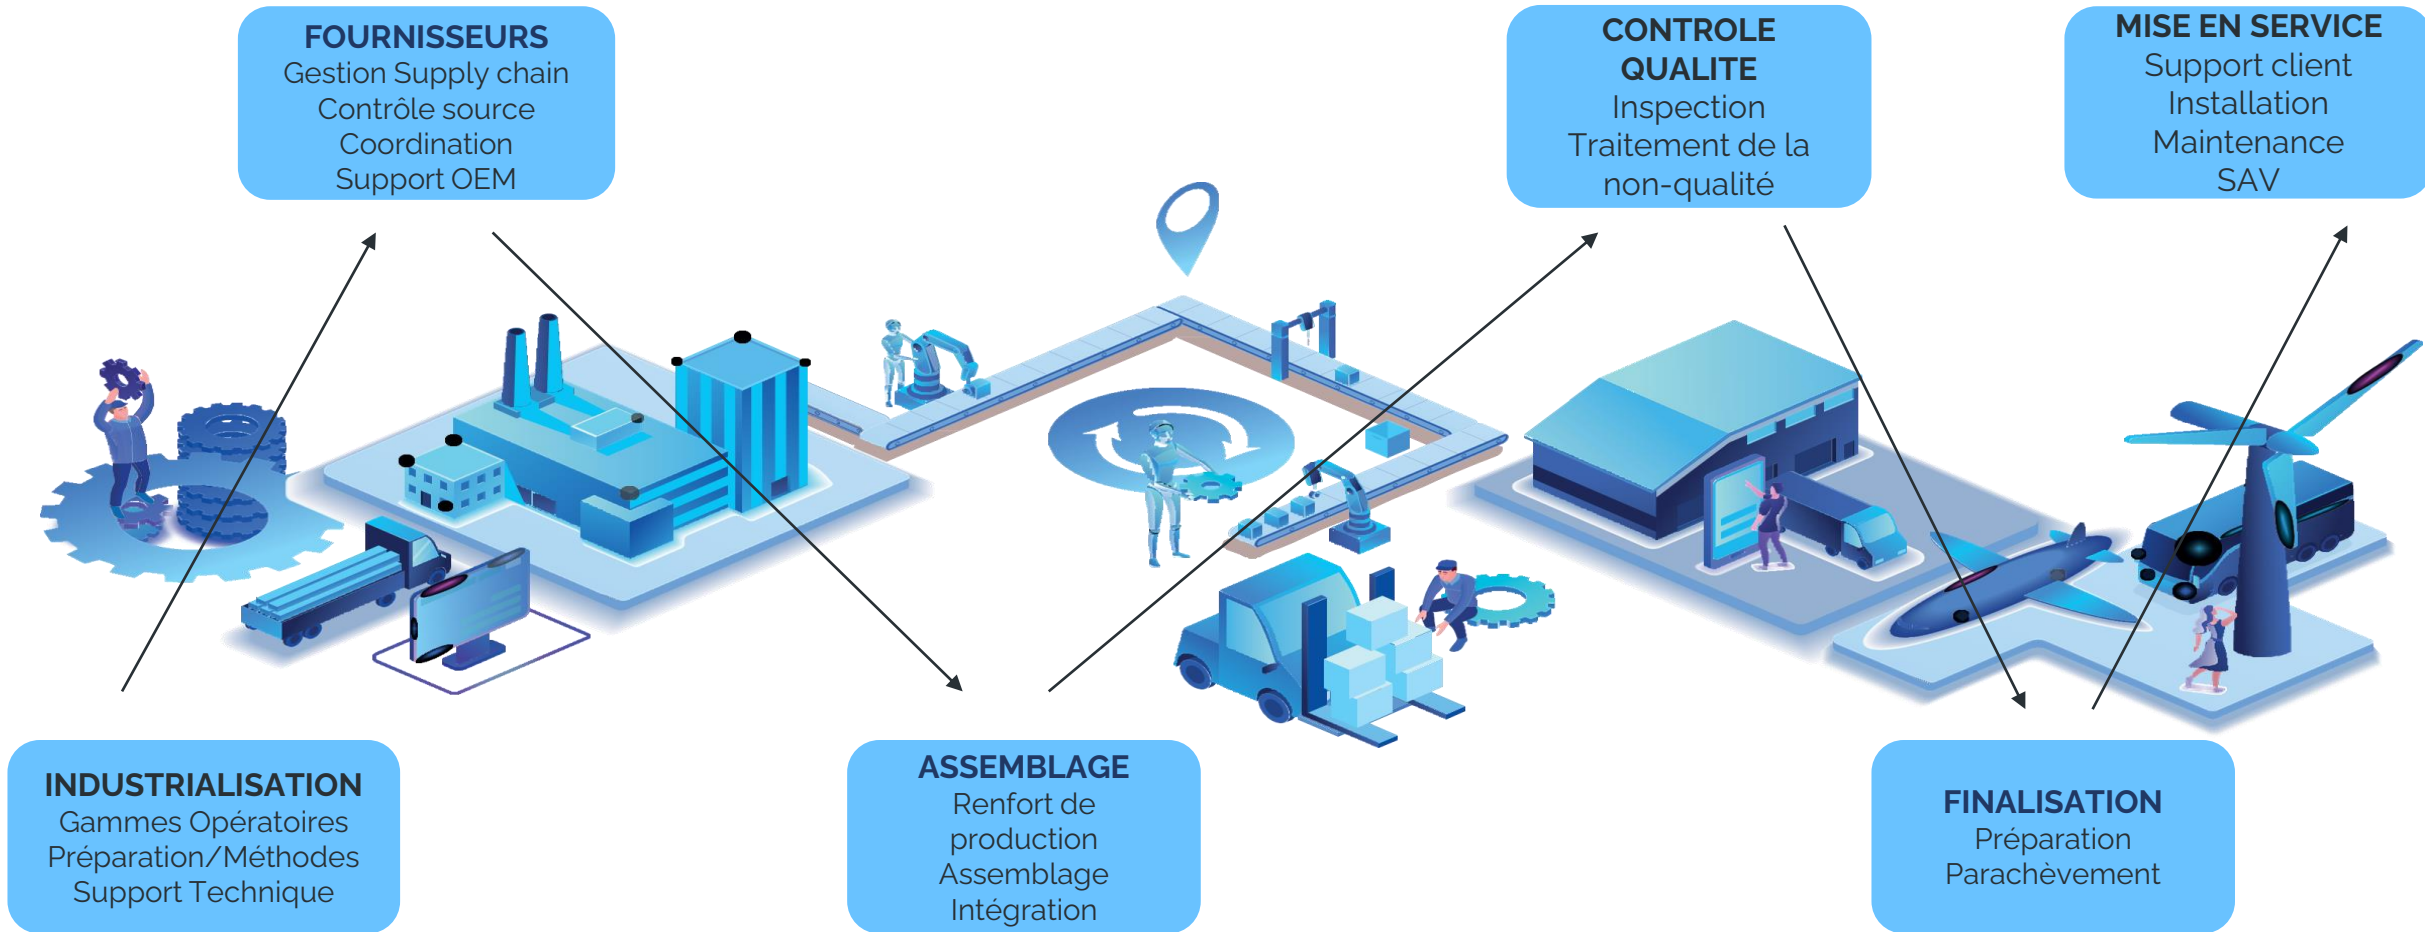 FOURNISSEURS
Gestion Supply chain
Contrôle source
Coordination
Support OEM
CONTROLE
QUALITE
Inspection
Traitement de la
non-qualité
MISE EN SERVICE
Support client
Installation
Maintenance
SAV
INDUSTRIALISATION
Gammes Opératoires
Préparation/Méthodes
Support Technique
ASSEMBLAGE
Renfort de
production
Assemblage
Intégration
FINALISATION
Préparation
Parachèvement